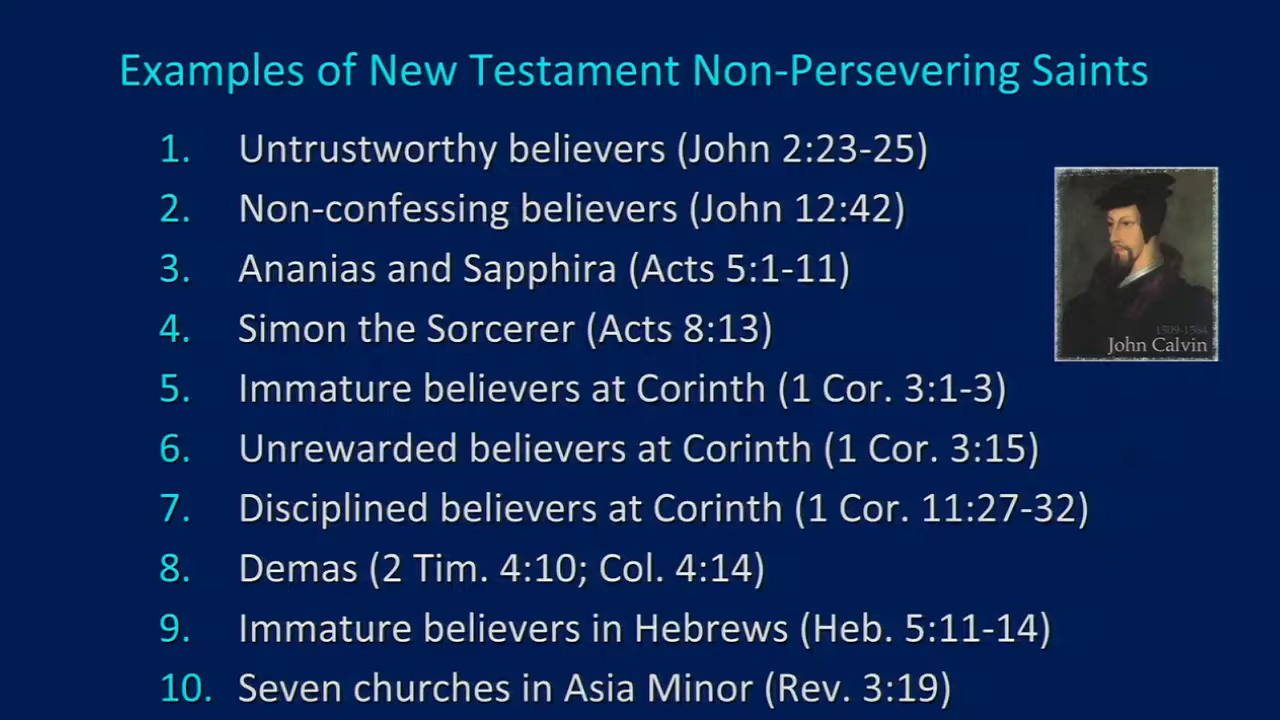 Examples of New Testament Non-Persevering Saints
1. Untrustworthy believers (John 2:23-25)
2. Non-confessing believers (John 12:42)
3. Ananias and Sapphira (Acts 5:1-11)
4. Simon the Sorcerer (Acts 8:13)
5. Immature believers at Corinth (1 Cor. 3:1-3)
6. Unrewarded believers at Corinth (1 Cor. 3:15)
7. Disciplined believers at Corinth (1 Cor. 11:27-32)
8. Demas (2 Tim. 4:10; Col. 4:14)
9. Immature believers in Hebrews (Heb. 5:11-14)
10. Seven churches in Asia Minor (Rev. 3:19)
1509-1564
John Calvin